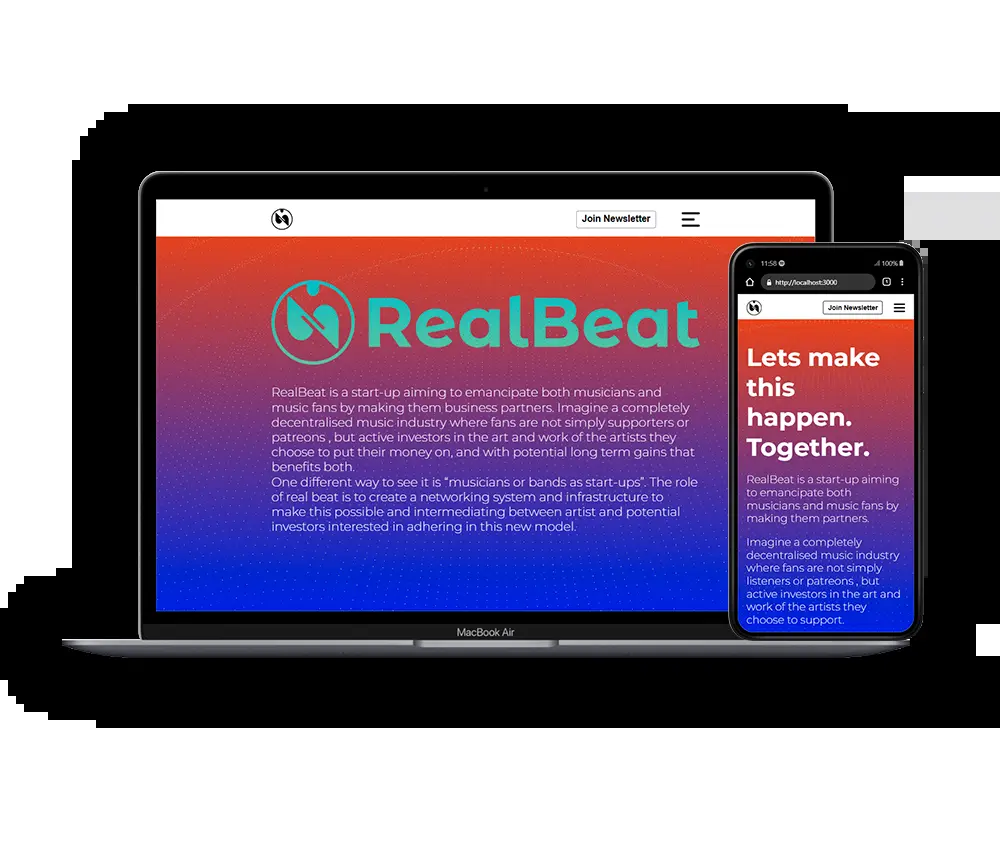 Join Newsletter
RealBeat
RealBeat is a start-up aiming to emancipate both musicians and
music fans by making them business partners. Imagine a completely
decentralised music industry where fans are not simply supporters or
patreons , but active investors in the art and work of the artists they
choose to put their money on, and with potential long term gains that
benefits both.
One different way to see it is “musicians or bands as start-ups”. The role
of real beat is to create a networking system and infrastructure to
make this possible and intermediating between artist and potential
investors interested in adhering in this new model.
MacBook Air
11:58
100%
http://localhost:3000
1
Join Newsletter
Lets make
this
happen.
Together.
RealBeat is a start-up aiming
to emancipate both
musicians and music fans by
making them partners.
Imagine a completely
decentralised music industry
where fans are not simply
listeners or patreons , but
active investors in the art and
work of the artists they
choose to support.